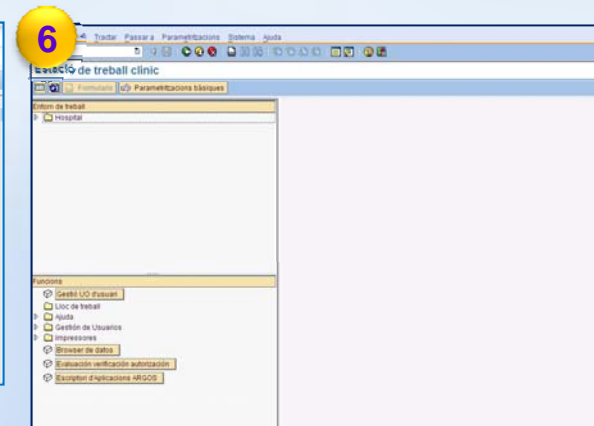 6
Tractar Passar a Parametritzacions Sistema Ajuda
Estació de treball clínic
Formularis Parametritzacions bàsiques
Entorn de treball
Hospital
Funcions
Gestió UO d'usuari
Lloc de treball
Ajuda
Gestión de Usuarios
Impressores
Browser de datos
Evaluación verificación autorización
Escriptori d'Aplicacions ARGOS